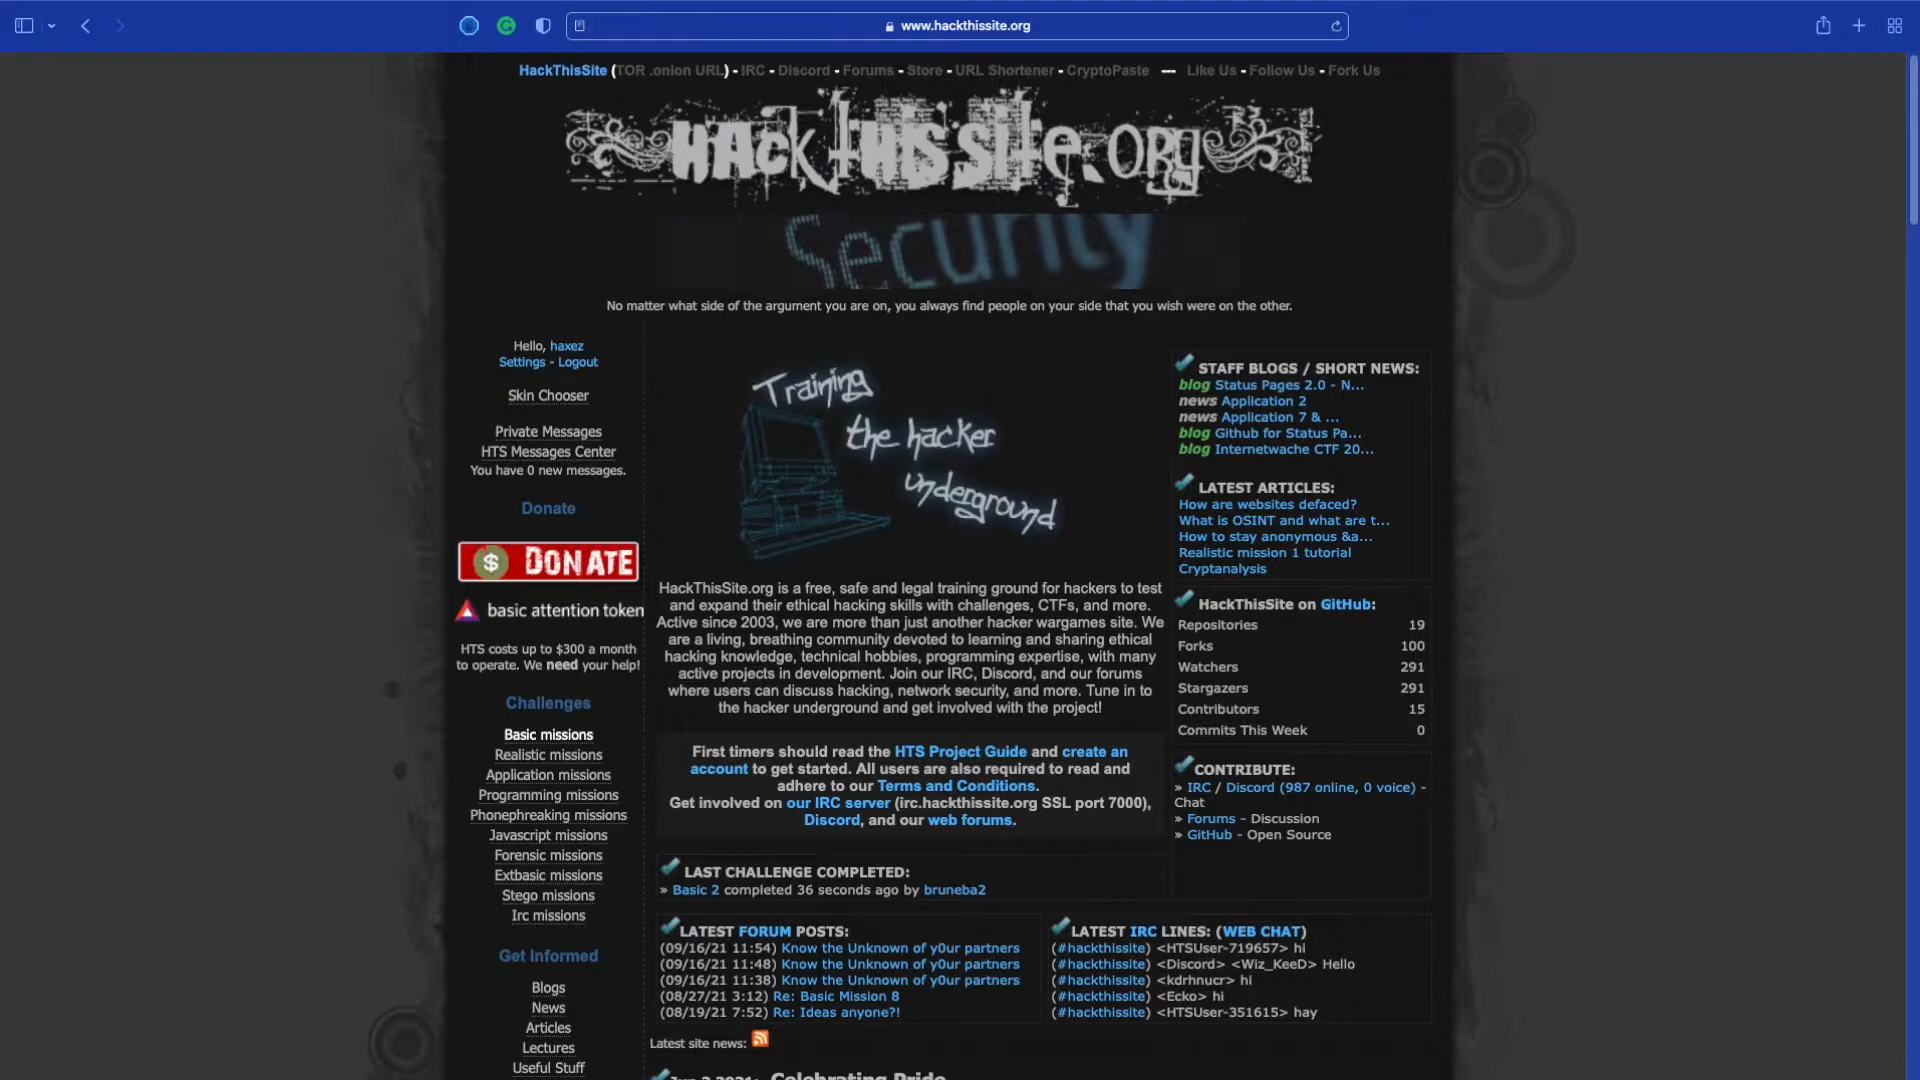 www.hackthissite.org
HackThisSite (TOR .onion URL) - IRC - Discord - Forums - Store - URL Shortener - CryptoPaste --- Like Us - Follow Us - Fork Us
HAckTHisSite.ORG
Security
No matter what side of the argument you are on, you always find people on your side that you wish were on the other.
Hello, haxez
Settings - Logout
Skin Chooser
Private Messages
HTS Messages Center
You have 0 new messages.
Donate
$ DONATE
basic attention token
HTS costs up to $300 a month
to operate. We need your help!
Challenges
Basic missions
Realistic missions
Application missions
Programming missions
Phonephreaking missions
Javascript missions
Forensic missions
Extbasic missions
Stego missions
Irc missions
Get Informed
Blogs
News
Articles
Lectures
Useful Stuff
Training
the hacker
underground
HackThisSite.org is a free, safe and legal training ground for hackers to test
and expand their ethical hacking skills with challenges, CTFs, and more.
Active since 2003, we are more than just another hacker wargames site. We
are a living, breathing community devoted to learning and sharing ethical
hacking knowledge, technical hobbies, programming expertise, with many
active projects in development. Join our IRC, Discord, and our forums
where users can discuss hacking, network security, and more. Tune in to
the hacker underground and get involved with the project!
First timers should read the HTS Project Guide and create an
account to get started. All users are also required to read and
adhere to our Terms and Conditions.
Get involved on our IRC server (irc.hackthissite.org SSL port 7000),
Discord, and our web forums.
LAST CHALLENGE COMPLETED:
» Basic 2 completed 36 seconds ago by bruneba2
LATEST FORUM POSTS:
(09/16/21 11:54) Know the Unknown of y0ur partners
(09/16/21 11:48) Know the Unknown of y0ur partners
(09/16/21 11:38) Know the Unknown of y0ur partners
(08/27/21 3:12) Re: Basic Mission 8
(08/19/21 7:52) Re: Ideas anyone?!
LATEST IRC LINES: (WEB CHAT)
(#hackthissite) <HTSUser-719657> hi
(#hackthissite) <Discord> <Wiz_KeeD> Hello
(#hackthissite) <kdrhnucr> hi
(#hackthissite) <Ecko> hi
(#hackthissite) <HTSUser-351615> hay
Latest site news:
Jun 2 2021: Celebrating Pride
STAFF BLOGS / SHORT NEWS:
blog Status Pages 2.0 - N...
news Application 2
news Application 7 & ...
blog Github for Status Pa...
blog Internetwache CTF 20...
LATEST ARTICLES:
How are websites defaced?
What is OSINT and what are t...
How to stay anonymous &a...
Realistic mission 1 tutorial
Cryptanalysis
HackThisSite on GitHub:
Repositories 19
Forks 100
Watchers 291
Stargazers 291
Contributors 15
Commits This Week 0
CONTRIBUTE:
» IRC / Discord (987 online, 0 voice) -
Chat
» Forums - Discussion
» GitHub - Open Source